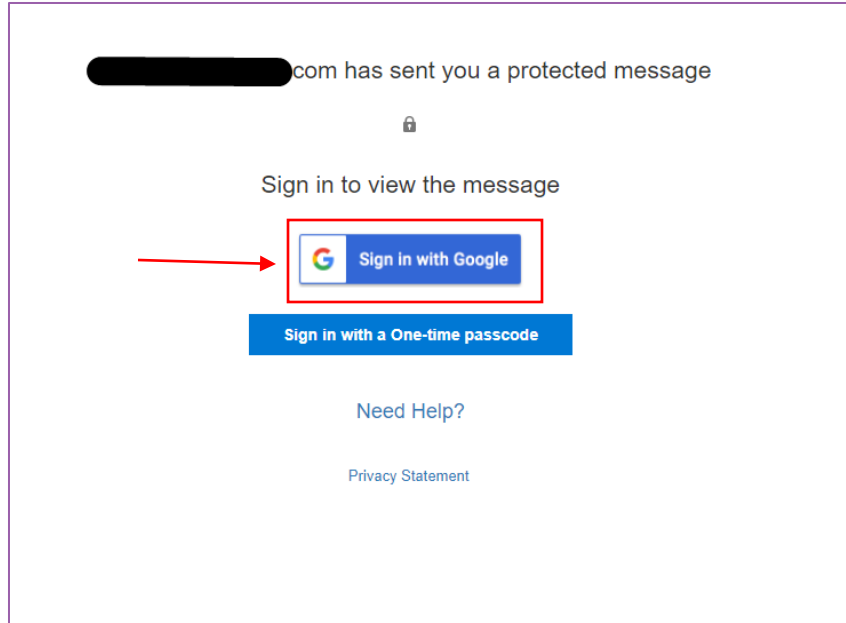 com has sent you a protected message
Sign in to view the message
G Sign in with Google
Sign in with a One-time passcode
Need Help?
Privacy Statement